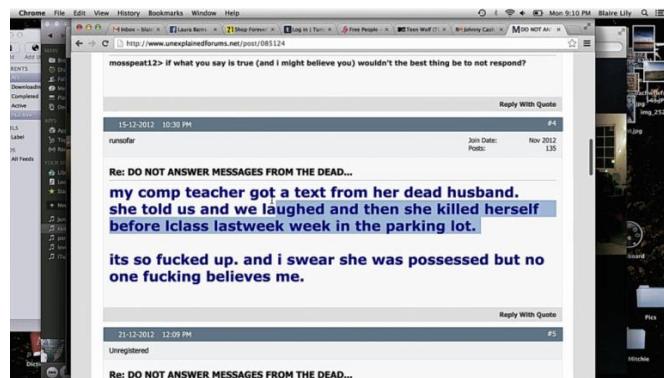 Chrome File Edit View History Bookmarks Window Help Mon 9:10 PM Blaire Lily
http://www.unexplainedforums.net/post/085124
mosspeat12> if what you say is true (and i might believe you) wouldn't the best thing be to not respond?
Reply With Quote
15-12-2012 10:30 PM #4
runsofar Join Date: Nov 2012
Posts: 135
Re: DO NOT ANSWER MESSAGES FROM THE DEAD...
my comp teacher got a text from her dead husband.
she told us and we laughed and then she killed herself
before lclass lastweek week in the parking lot.
its so fucked up. and i swear she was possessed but no
one fucking believes me.
Reply With Quote
21-12-2012 12:09 PM #5
Unregistered
Re: DO NOT ANSWER MESSAGES FROM THE DEAD...
Pics
Hitchie